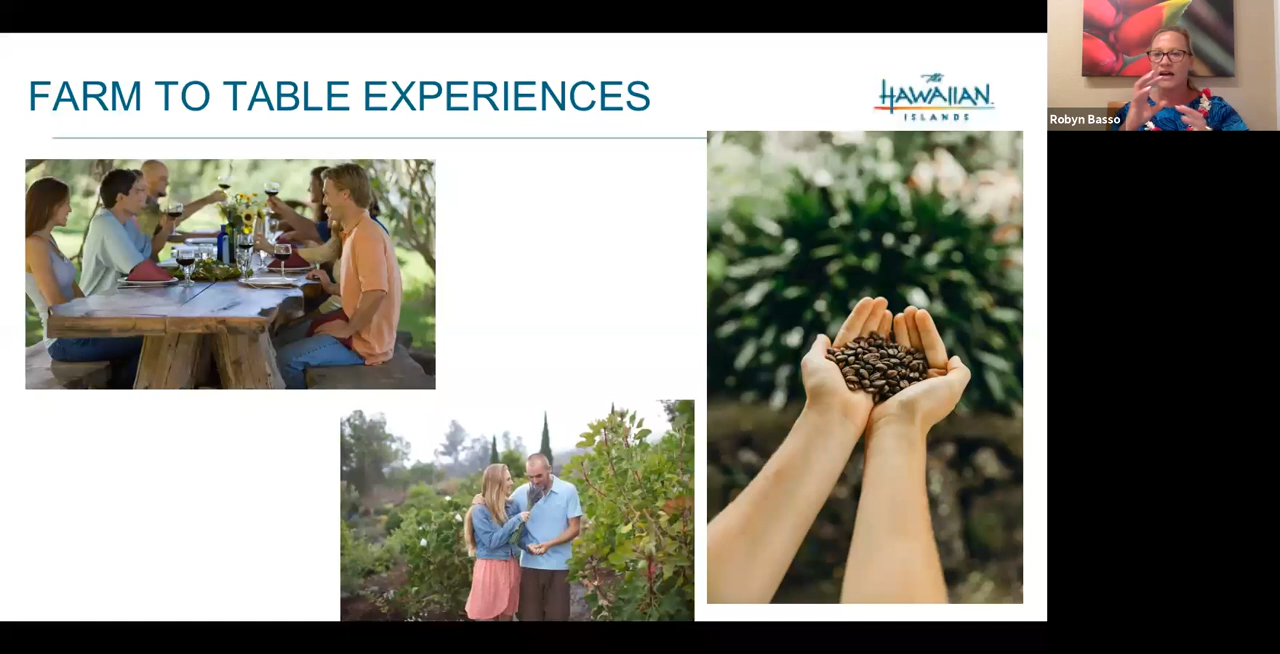 FARM TO TABLE EXPERIENCES
The
HAWAIIAN
ISLANDS
Robyn Basso